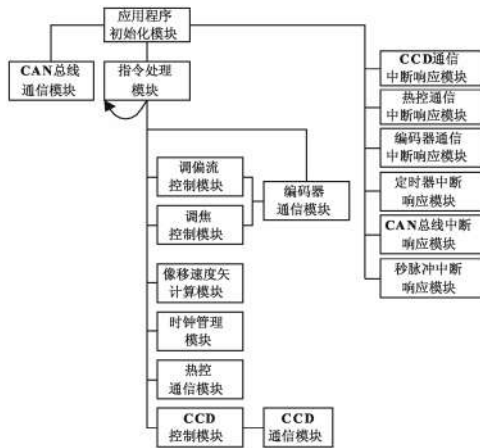 应用程序
初始化模块
CAN总线
通信模块
指令处理
模块
CCD通信
中断响应模块
热控通信
中断响应模块
编码器通信
中断响应模块
定时器中断
响应模块
CAN总线中断
响应模块
秒脉冲中断
响应模块
调偏流
控制模块
调焦
控制模块
编码器
通信模块
像移速度矢
计算模块
时钟管理
模块
热控
通信模块
CCD
控制模块
CCD
通信模块